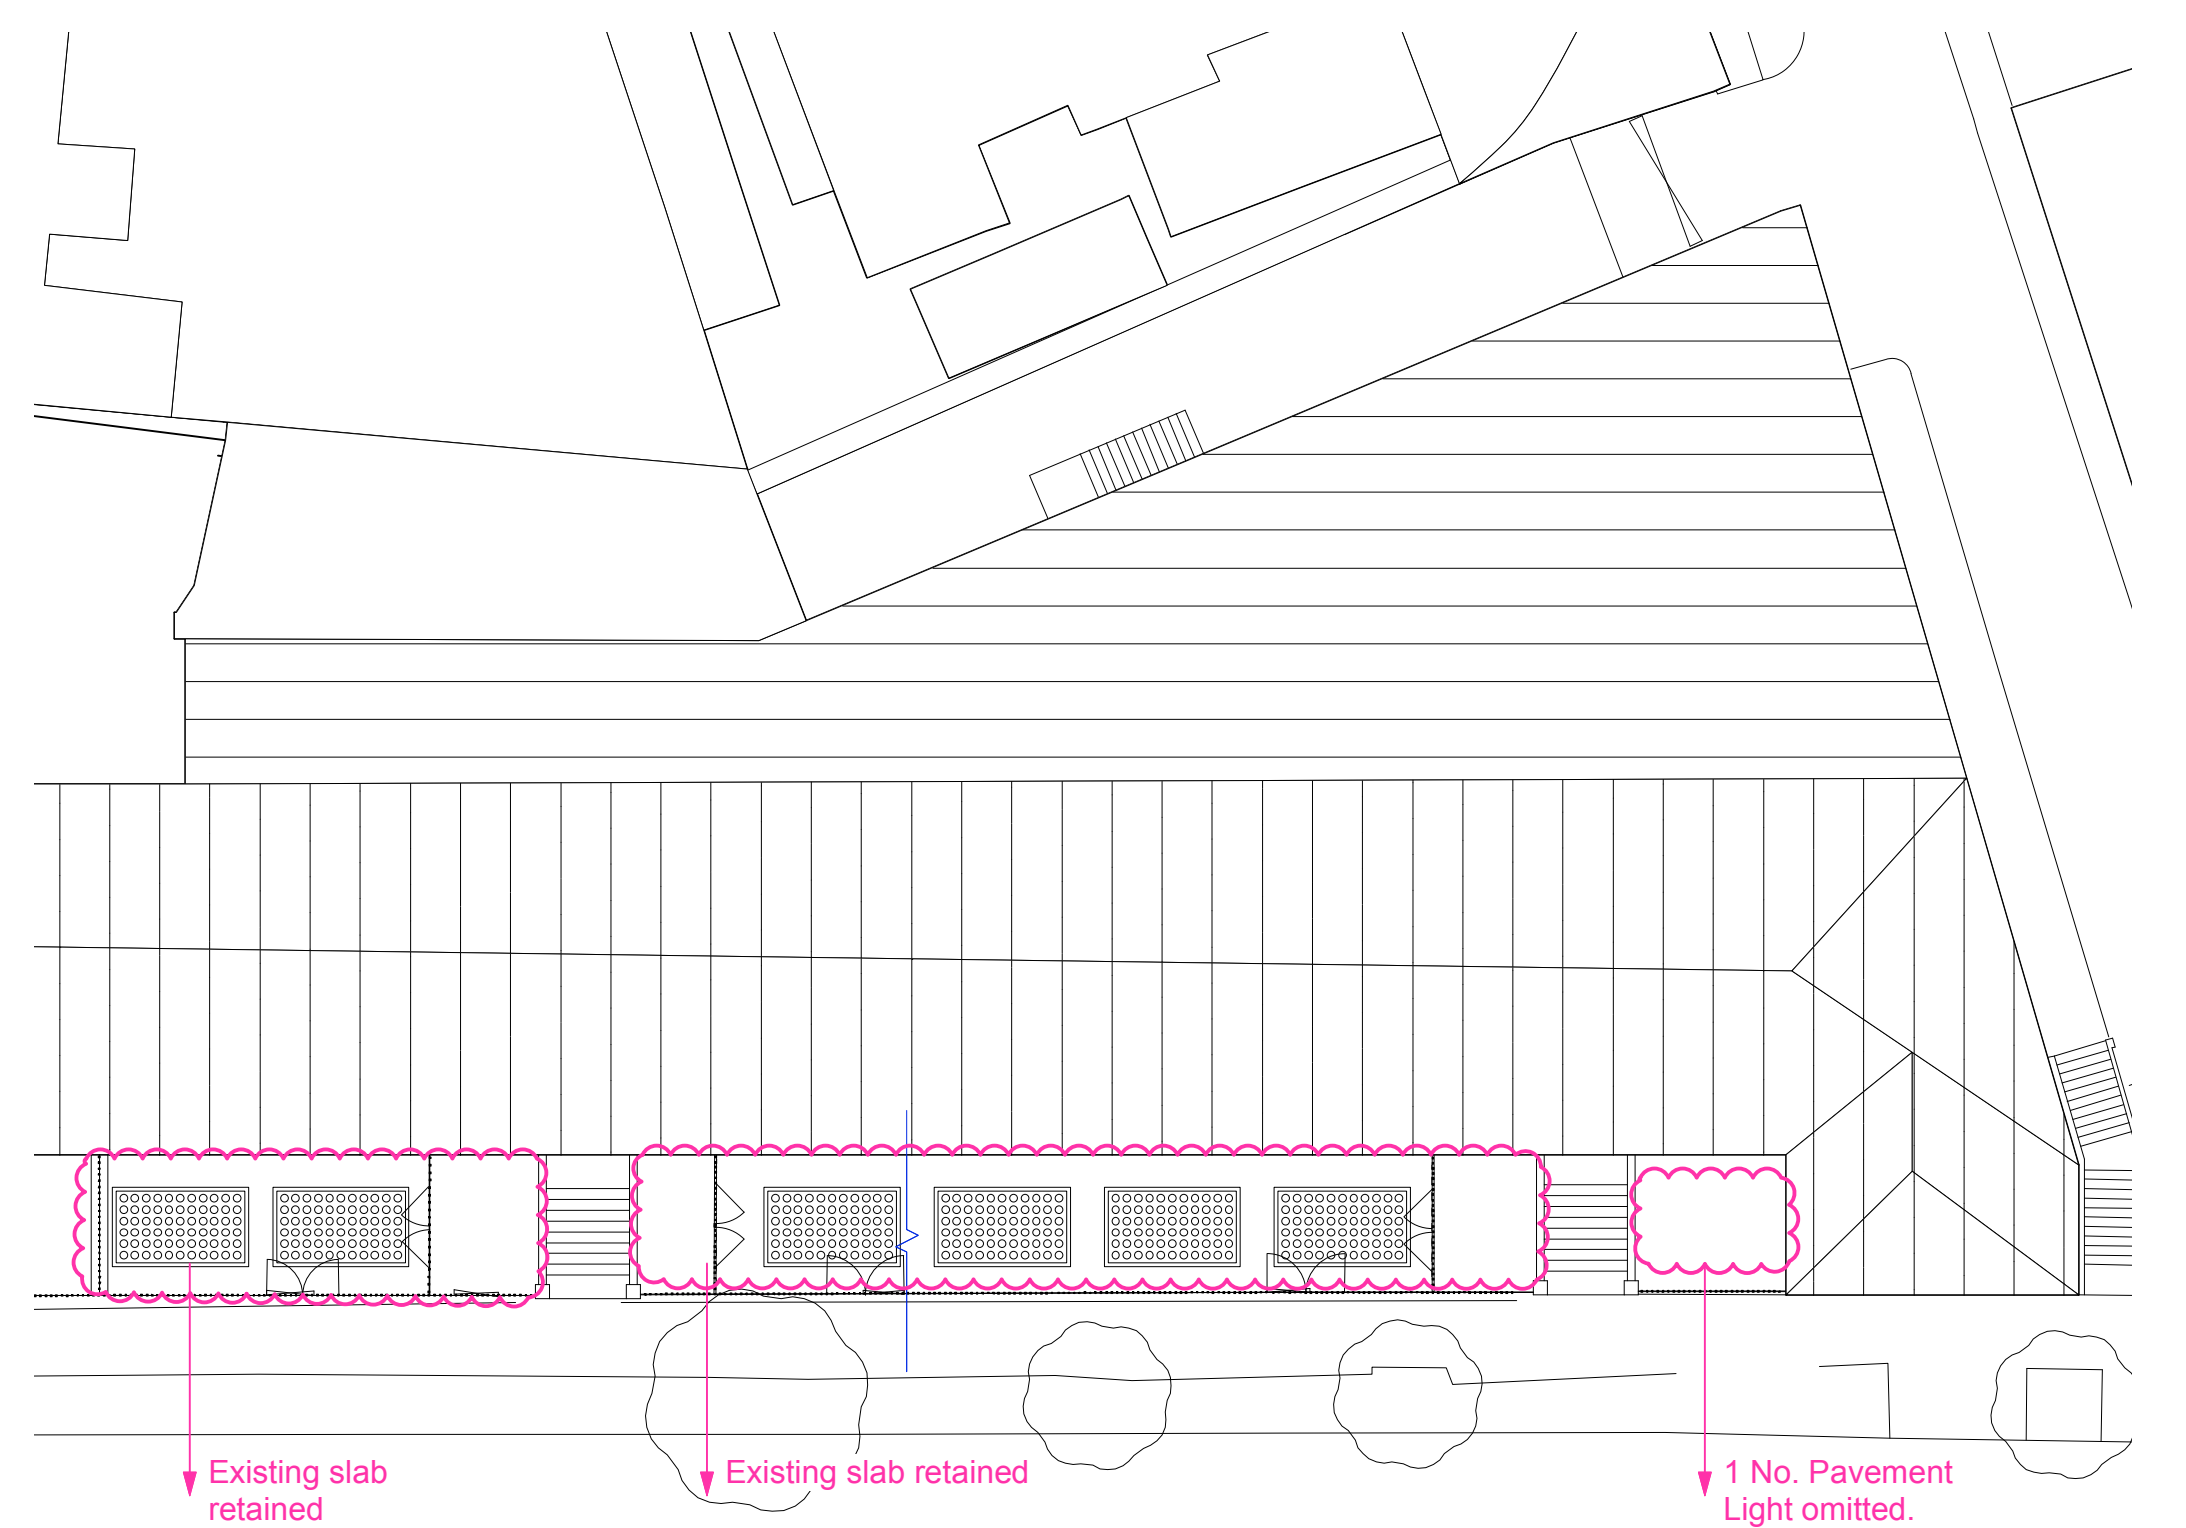 Existing slab
retained
Existing slab retained
1 No. Pavement
Light omitted.